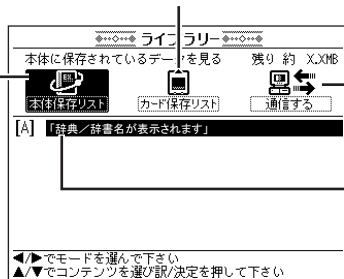 ライブラリー
本体に保存されているデータを見る 残り 約 X.XMB
本体保存リスト カード保存リスト 通信する
[A] 「辞典／辞書名が表示されます」
◀/▶でモードを選んで下さい
▲/▼でコンテンツを選び訳/決定を押して下さい